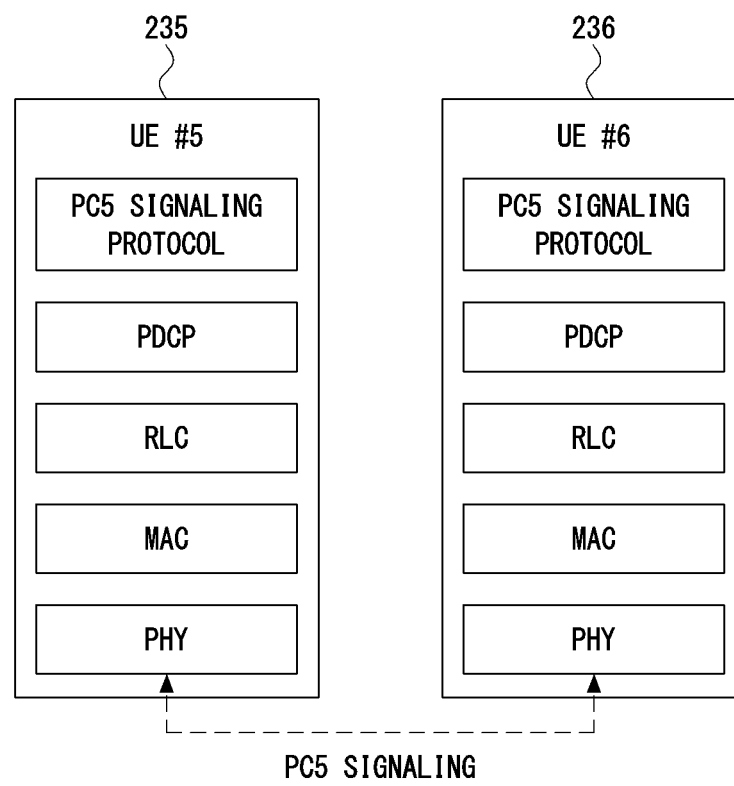 235
236
UE #5
UE #6
PC5 SIGNALING
PROTOCOL
PC5 SIGNALING
PROTOCOL
PDCP
PDCP
RLC
RLC
MAC
MAC
PHY
PHY
PC5 SIGNALING